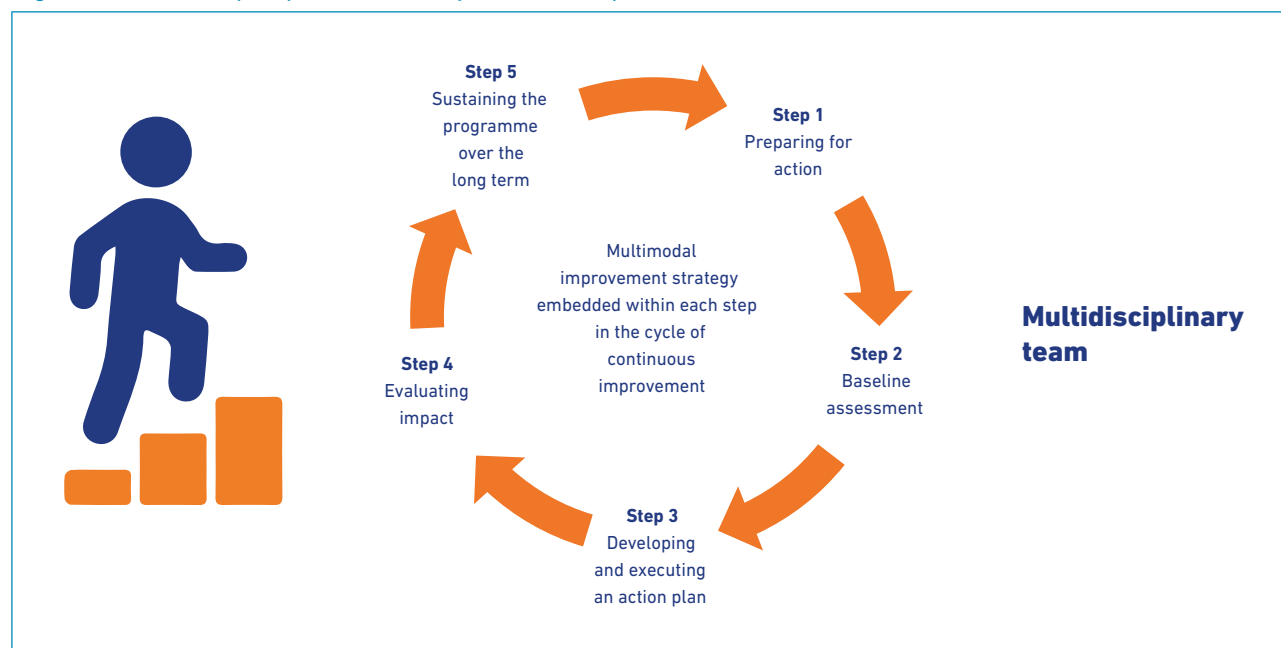 Step 1
Preparing for
action
Step 2
Baseline
assessment
Step 3
Developing
and executing
an action plan
Step 4
Evaluating
impact
Step 5
Sustaining the
programme
over the
long term
Multimodal
improvement strategy
embedded within each step
in the cycle of
continuous
improvement
Multidisciplinary
team